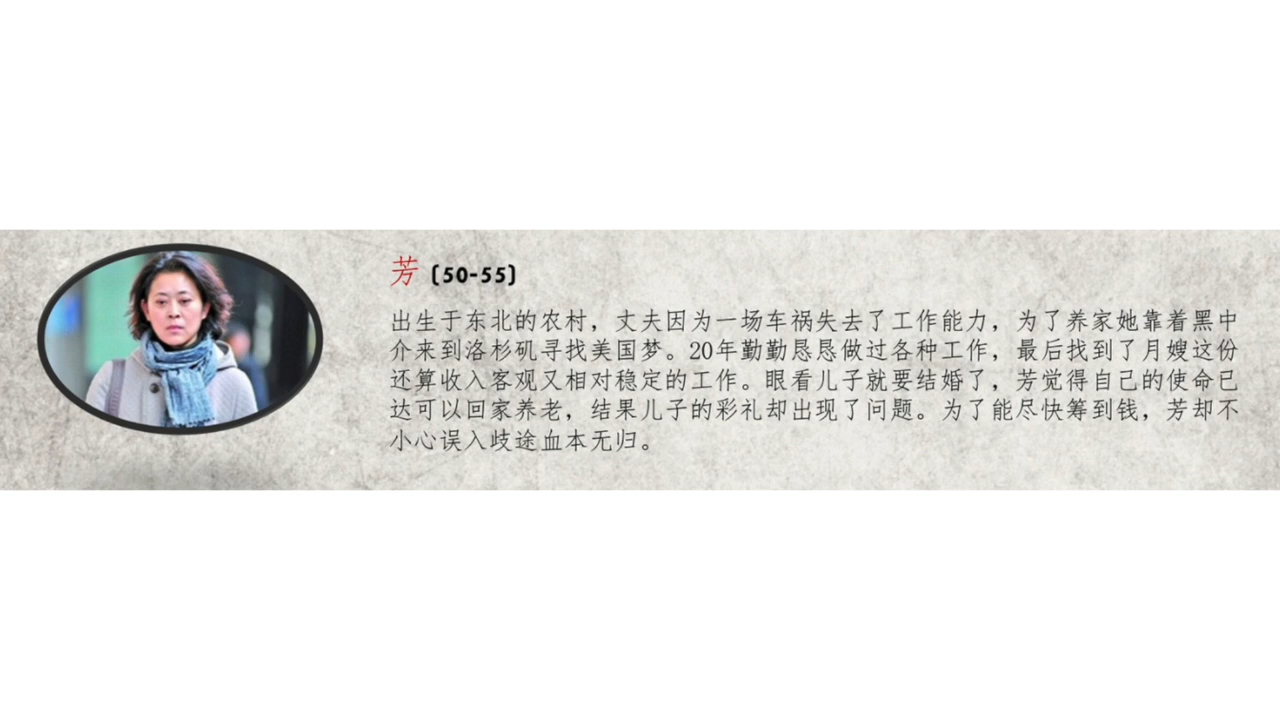 芳 (50-55)
出生于东北的农村，丈夫因为一场车祸失去了工作能力，为了养家她靠着黑中
介来到洛杉矶寻找美国梦。20年勤勤恳恳做过各种工作，最后找到了月嫂这份
还算收入客观又相对稳定的工作。眼看儿子就要结婚了，芳觉得自己的使命已
达可以回家养老，结果儿子的彩礼却出现了问题。为了能尽快筹到钱，芳却不
小心误入歧途血本无归。